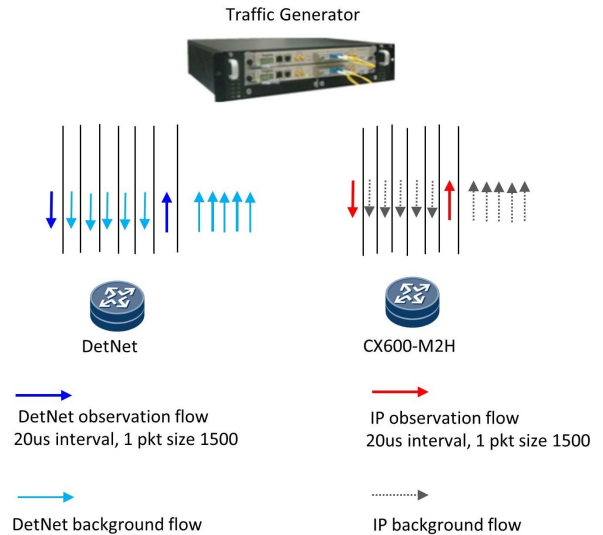 Traffic Generator
DetNet
CX600-M2H
DetNet observation flow
20us interval, 1 pkt size 1500
IP observation flow
20us interval, 1 pkt size 1500
DetNet background flow
IP background flow